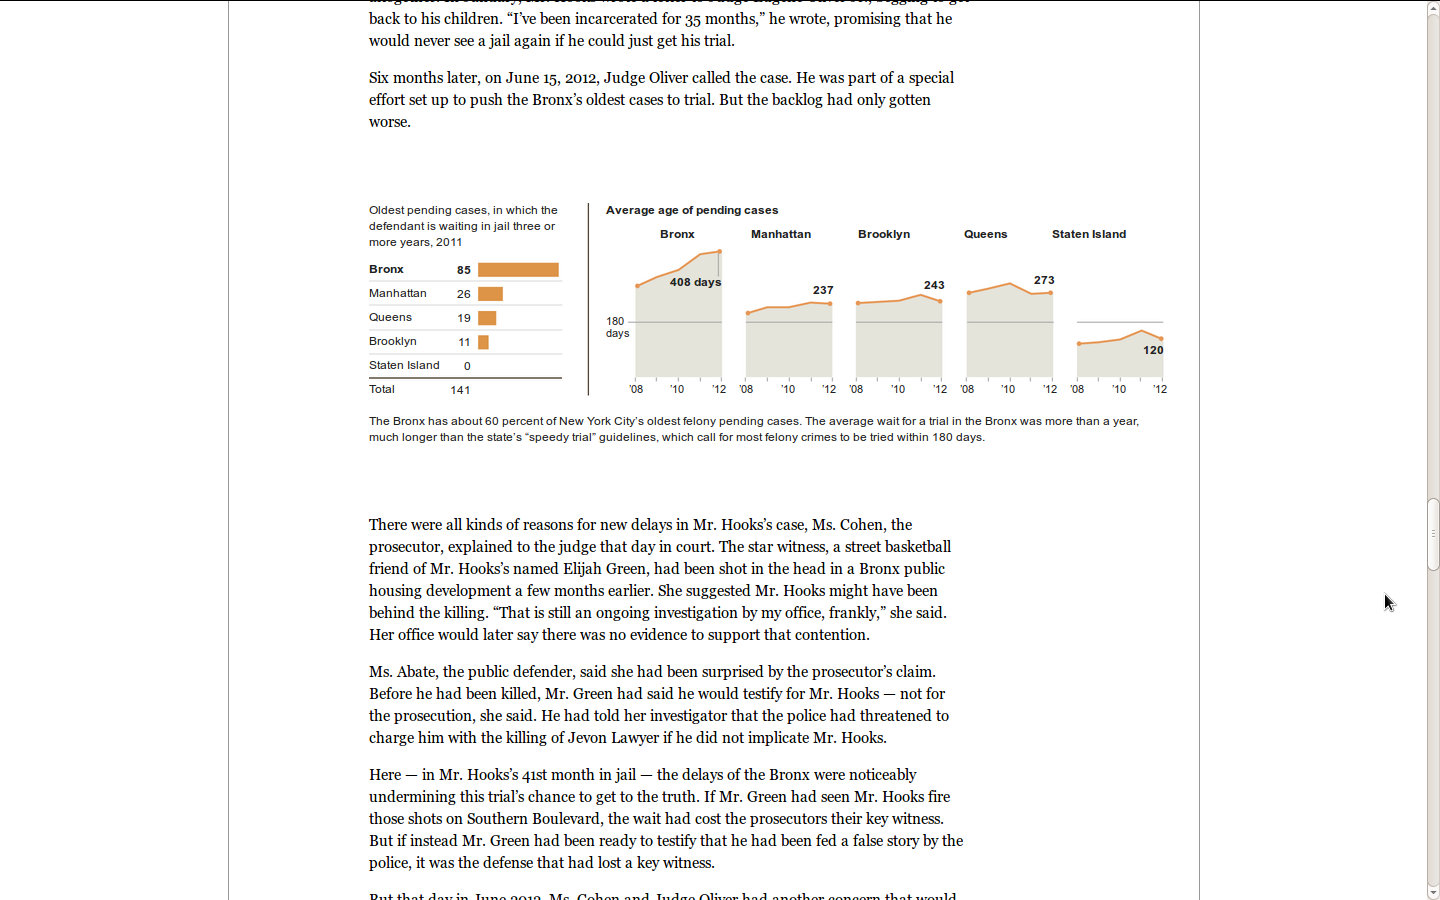 back to his children. “I’ve been incarcerated for 35 months,” he wrote, promising that he
would never see a jail again if he could just get his trial.
Six months later, on June 15, 2012, Judge Oliver called the case. He was part of a special
effort set up to push the Bronx’s oldest cases to trial. But the backlog had only gotten
worse.
Oldest pending cases, in which the
defendant is waiting in jail three or
more years, 2011
Bronx 85
Manhattan 26
Queens 19
Brooklyn 11
Staten Island 0
Total 141
Average age of pending cases
Bronx Manhattan Brooklyn Queens Staten Island
408 days 237 243 273 120
180
days
’08 ’10 ’12 ’08 ’10 ’12 ’08 ’10 ’12 ’08 ’10 ’12 ’08 ’10 ’12
The Bronx has about 60 percent of New York City’s oldest felony pending cases. The average wait for a trial in the Bronx was more than a year,
much longer than the state’s “speedy trial” guidelines, which call for most felony crimes to be tried within 180 days.
There were all kinds of reasons for new delays in Mr. Hooks’s case, Ms. Cohen, the
prosecutor, explained to the judge that day in court. The star witness, a street basketball
friend of Mr. Hooks’s named Elijah Green, had been shot in the head in a Bronx public
housing development a few months earlier. She suggested Mr. Hooks might have been
behind the killing. “That is still an ongoing investigation by my office, frankly,” she said.
Her office would later say there was no evidence to support that contention.
Ms. Abate, the public defender, said she had been surprised by the prosecutor’s claim.
Before he had been killed, Mr. Green had said he would testify for Mr. Hooks — not for
the prosecution, she said. He had told her investigator that the police had threatened to
charge him with the killing of Jevon Lawyer if he did not implicate Mr. Hooks.
Here — in Mr. Hooks’s 41st month in jail — the delays of the Bronx were noticeably
undermining this trial’s chance to get to the truth. If Mr. Green had seen Mr. Hooks fire
those shots on Southern Boulevard, the wait had cost the prosecutors their key witness.
But if instead Mr. Green had been ready to testify that he had been fed a false story by the
police, it was the defense that had lost a key witness.
But that day in June 2012, Ms. Cohen and Judge Oliver had another concern that would